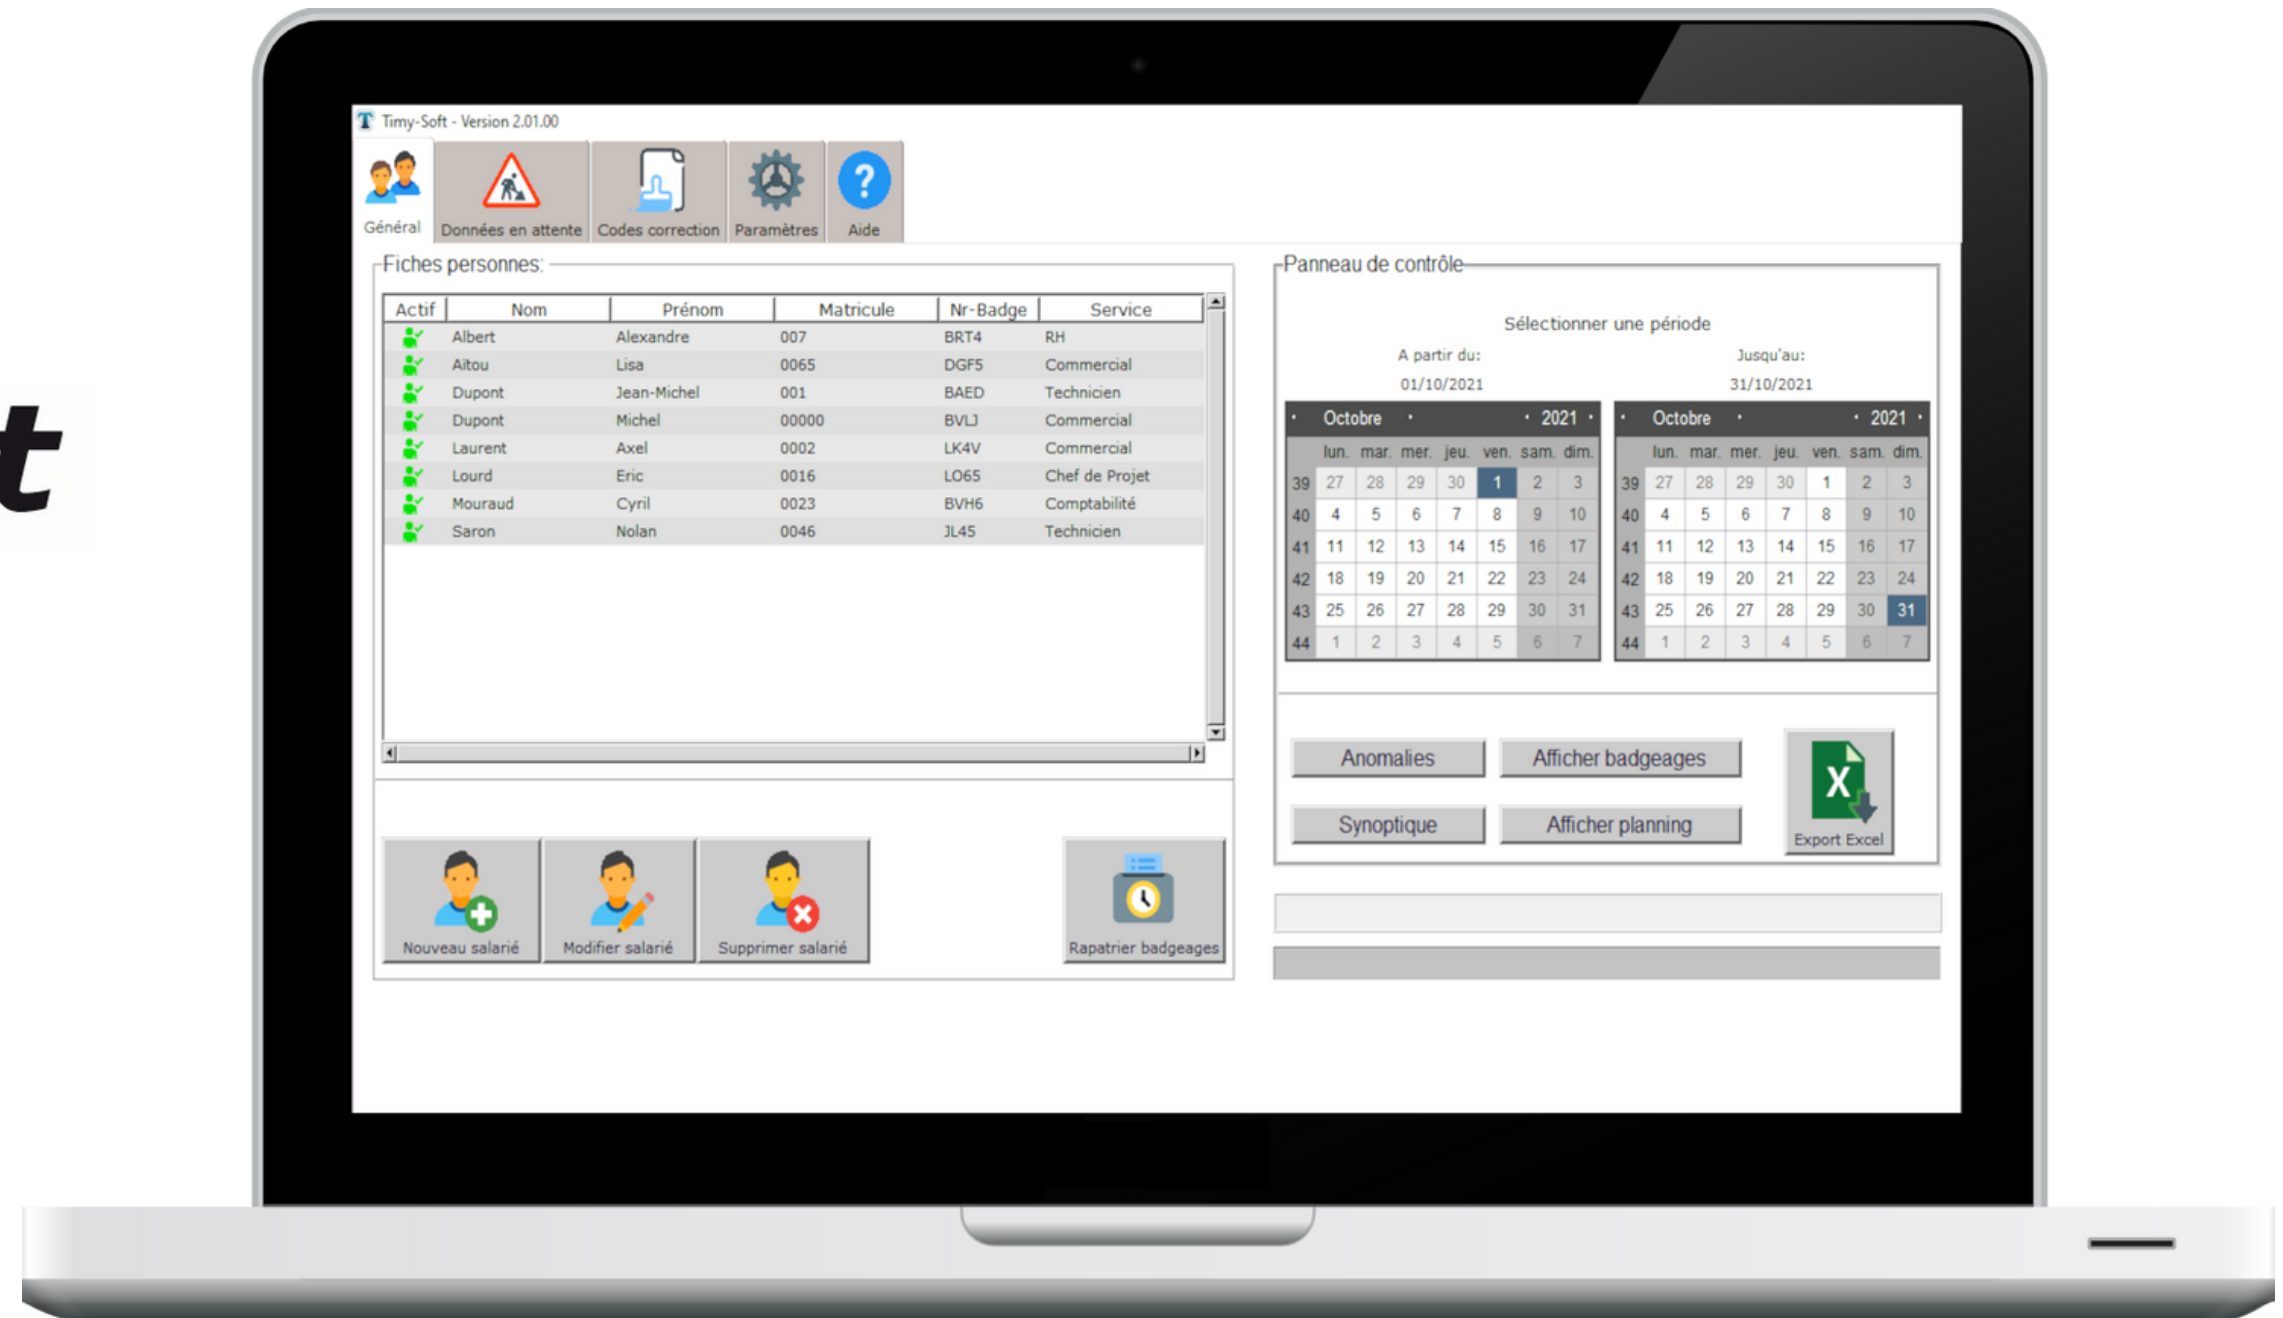 t
Timy-Soft - Version 2.01.00
Général Données en attente Codes correction Paramètres Aide
Fiches personnes:
Actif Nom Prénom Matricule Nr-Badge Service
Albert Alexandre 007 BRT4 RH
Aïtou Lisa 0065 DGF5 Commercial
Dupont Jean-Michel 001 BAED Technicien
Dupont Michel 00000 BVLJ Commercial
Laurent Axel 0002 LK4V Commercial
Lourd Eric 0016 LO65 Chef de Projet
Mouraud Cyril 0023 BVH6 Comptabilité
Saron Nolan 0046 JL45 Technicien
Nouveau salarié Modifier salarié Supprimer salarié Rapatrier badgeages
Panneau de contrôle
Sélectionner une période
A partir du: Jusqu'au:
01/10/2021 31/10/2021
Octobre 2021 Octobre 2021
lun. mar. mer. jeu. ven. sam. dim. lun. mar. mer. jeu. ven. sam. dim.
39 27 28 29 30 1 2 3 39 27 28 29 30 1 2 3
40 4 5 6 7 8 9 10 40 4 5 6 7 8 9 10
41 11 12 13 14 15 16 17 41 11 12 13 14 15 16 17
42 18 19 20 21 22 23 24 42 18 19 20 21 22 23 24
43 25 26 27 28 29 30 31 43 25 26 27 28 29 30 31
44 1 2 3 4 5 6 7 44 1 2 3 4 5 6 7
Anomalies Afficher badgeages
Synoptique Afficher planning
X
Export Excel